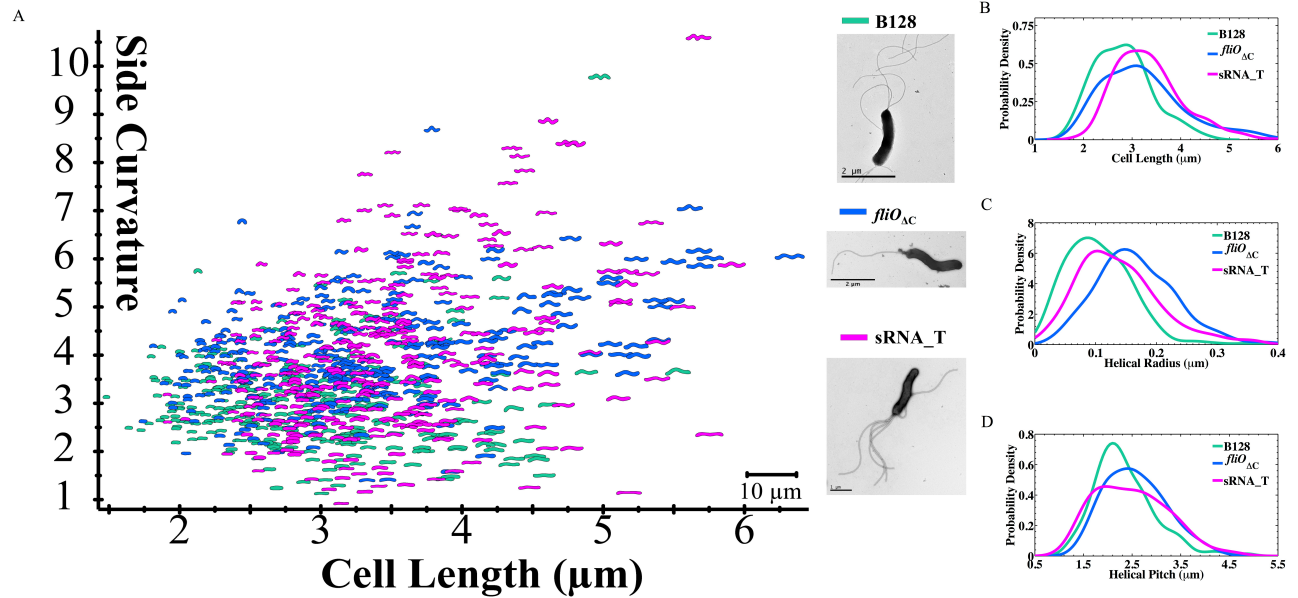 A
Side Curvature
10
9
8
7
6
5
4
3
2
1
2
3
4
5
6
Cell Length (µm)
10 µm
B128
2 µm
fliOΔC
2 µm
sRNA_T
1 µm
B
Probability Density
0.75
0.5
0.25
0
1
2
3
4
5
6
Cell Length (µm)
B128
fliOΔC
sRNA_T
C
Probability Density
8
6
4
2
0
0
0.1
0.2
0.3
0.4
Helical Radius (µm)
B128
fliOΔC
sRNA_T
D
Probability Density
0.8
0.6
0.4
0.2
0
0.5
1.5
2.5
3.5
4.5
5.5
Helical Pitch (µm)
B128
fliOΔC
sRNA_T